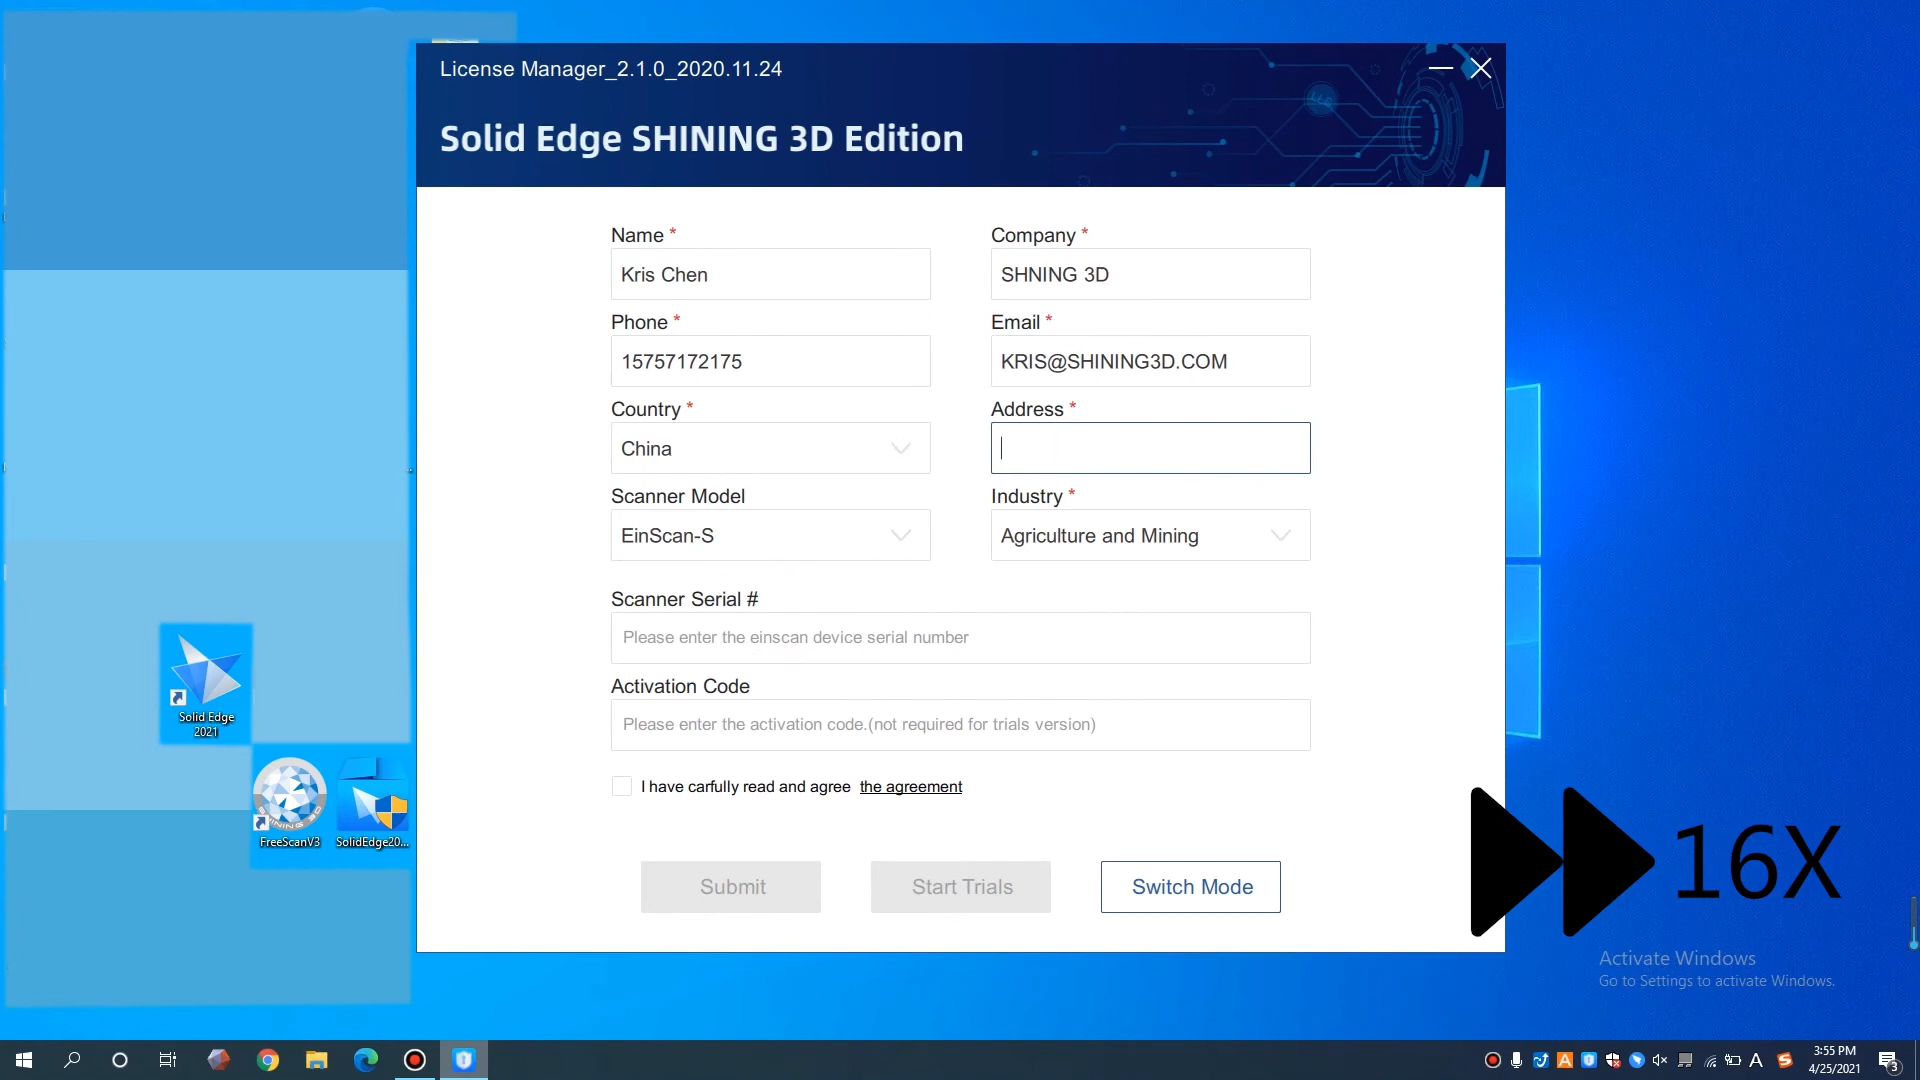 License Manager_2.1.0_2020.11.24
Solid Edge SHINING 3D Edition
Name *
Company *
Kris Chen
SHNING 3D
Phone *
Email *
15757172175
KRIS@SHINING3D.COM
Country *
Address *
China
Scanner Model
Industry *
EinScan-S
Agriculture and Mining
Scanner Serial #
Please enter the einscan device serial number
Activation Code
Please enter the activation code.(not required for trials version)
I have carfully read and agree the agreement
Submit
Start Trials
Switch Mode
Solid Edge
2021
FreeScanV3
SolidEdge20...
16X
Activate Windows
Go to Settings to activate Windows.
3:55 PM
4/25/2021
3